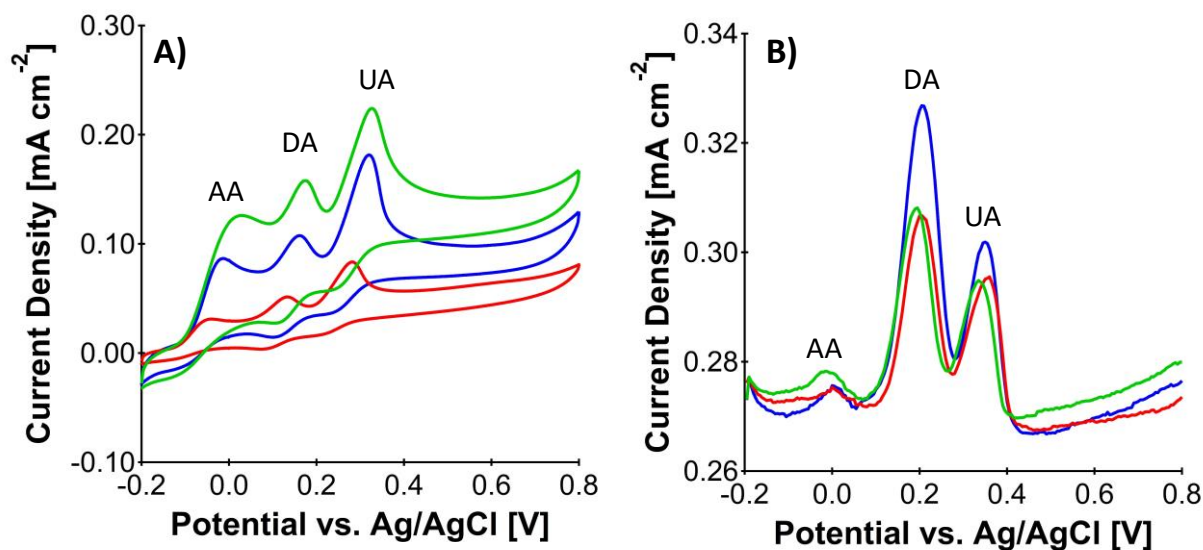 A)
AA
DA
UA
0.30
0.20
0.10
0.00
-0.10
-0.2
0.0
0.2
0.4
0.6
0.8
Current Density [mA cm⁻²]
Potential vs. Ag/AgCl [V]
B)
DA
UA
AA
0.34
0.32
0.30
0.28
0.26
-0.2
0.0
0.2
0.4
0.6
0.8
Current Density [mA cm⁻²]
Potential vs. Ag/AgCl [V]